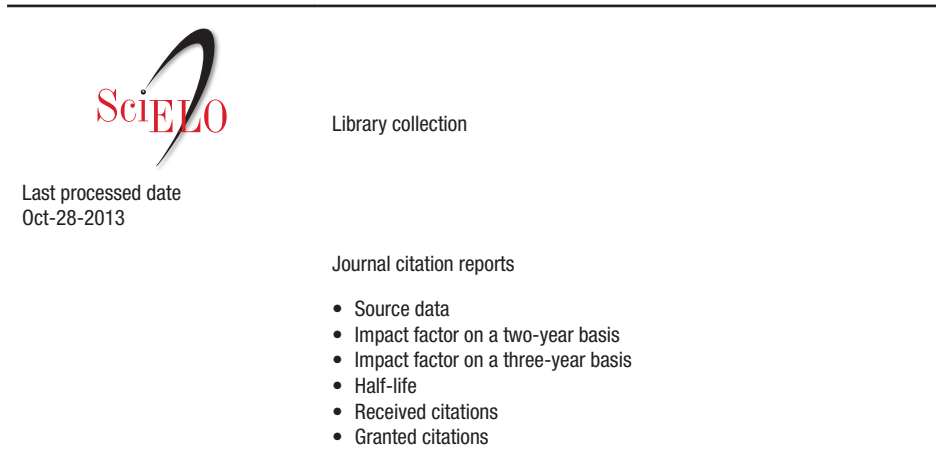 SciELO
Library collection
Last processed date
Oct-28-2013
Journal citation reports
• Source data
• Impact factor on a two-year basis
• Impact factor on a three-year basis
• Half-life
• Received citations
• Granted citations